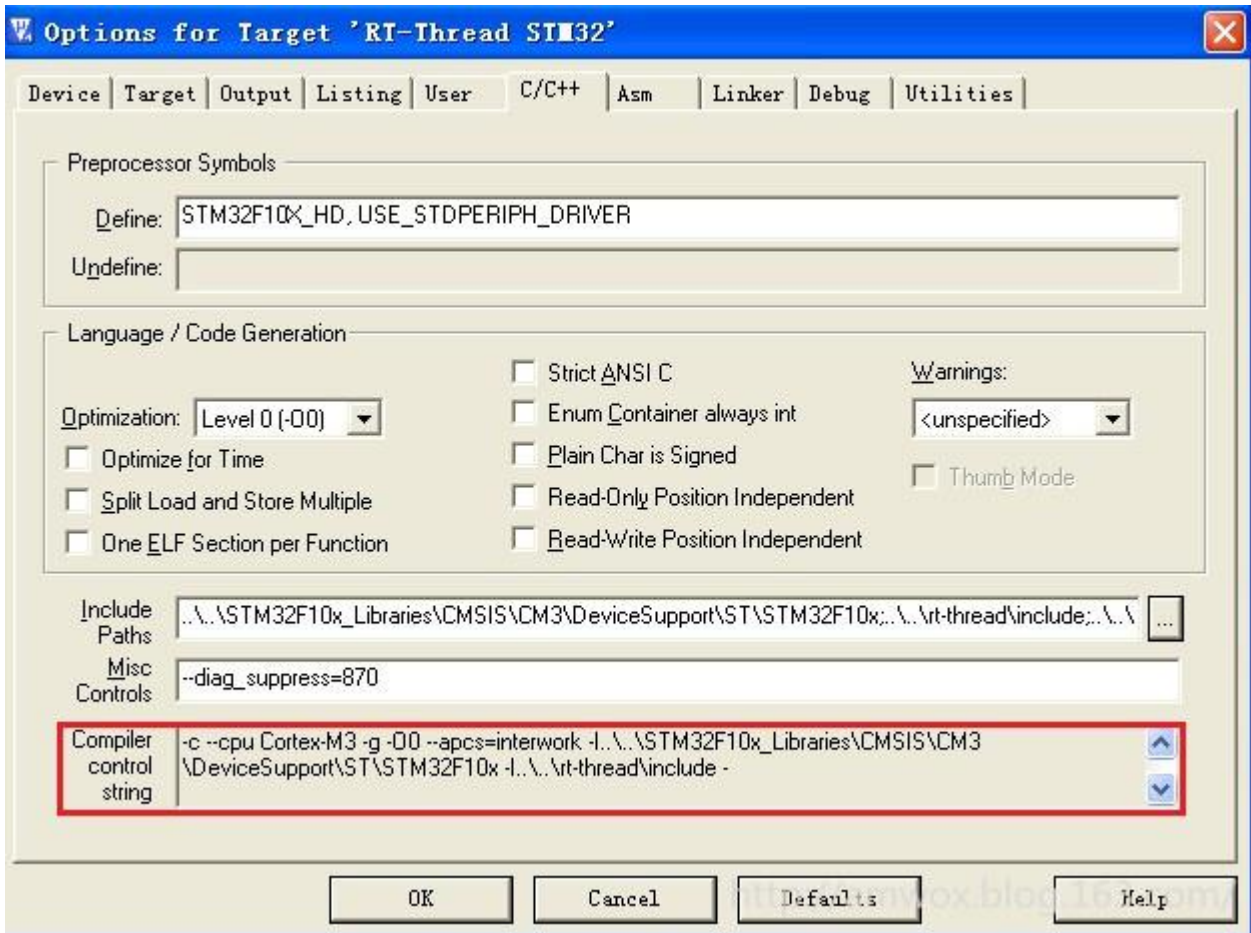 Options for Target 'RT-Thread STM32'
Device Target Output Listing User C/C++ Asm Linker Debug Utilities
Preprocessor Symbols
Define: STM32F10X_HD, USE_STDPERIPH_DRIVER
Undefine:
Language / Code Generation
Strict ANSI C
Warnings:
Optimization: Level 0 (-O0)
Enum Container always int
<unspecified>
Optimize for Time
Plain Char is Signed
Thumb Mode
Split Load and Store Multiple
Read-Only Position Independent
One ELF Section per Function
Read-Write Position Independent
Include
Paths
..\..\STM32F10x_Libraries\CMSIS\CM3\DeviceSupport\ST\STM32F10x;..\..\rt-thread\include;..\..\
...
Misc
Controls
--diag_suppress=870
Compiler
control
string
-c --cpu Cortex-M3 -g -O0 --apcs=interwork -I..\..\STM32F10x_Libraries\CMSIS\CM3
\DeviceSupport\ST\STM32F10x -I..\..\rt-thread\include -
OK Cancel Defaults Help